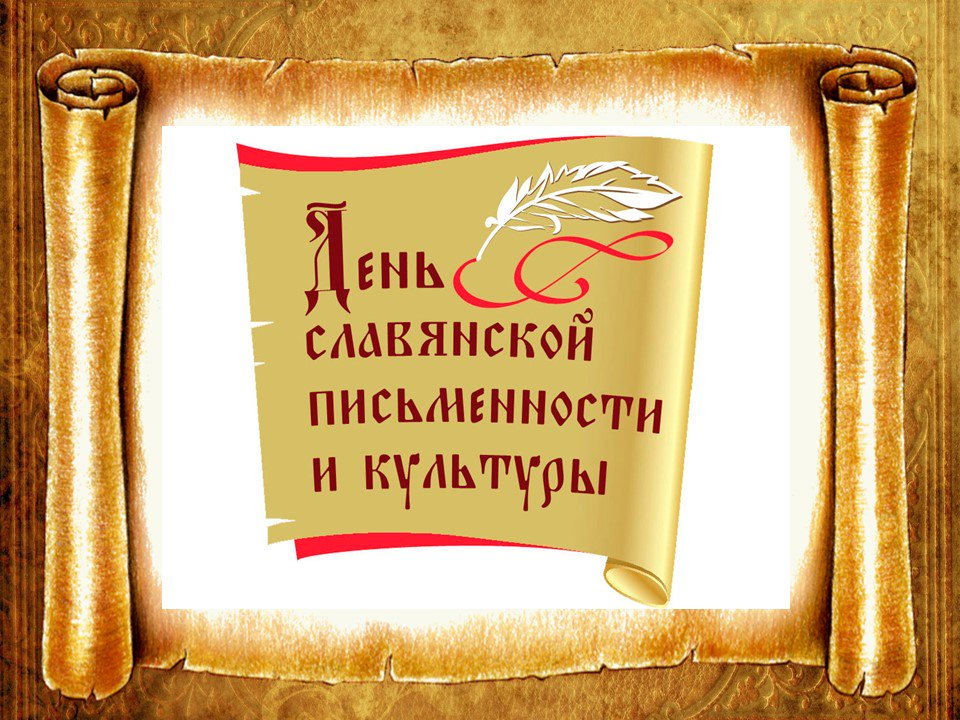 День
славянской
письменности
и культуры